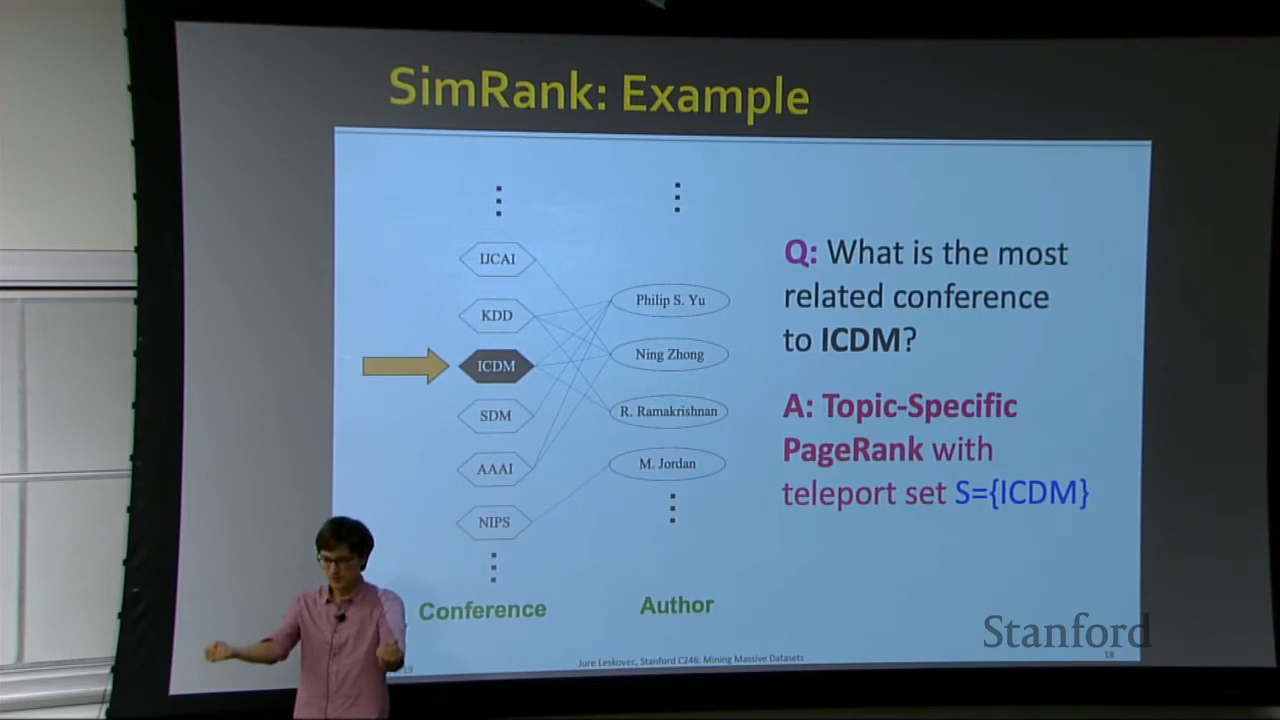 SimRank: Example
IJCAI
KDD
ICDM
SDM
AAAI
NIPS
Conference
Philip S. Yu
Ning Zhong
R. Ramakrishnan
M. Jordan
Author
Q: What is the most
related conference
to ICDM?
A: Topic-Specific
PageRank with
teleport set S={ICDM}
Stanford
Jure Leskovec, Stanford C246: Mining Massive Datasets
18